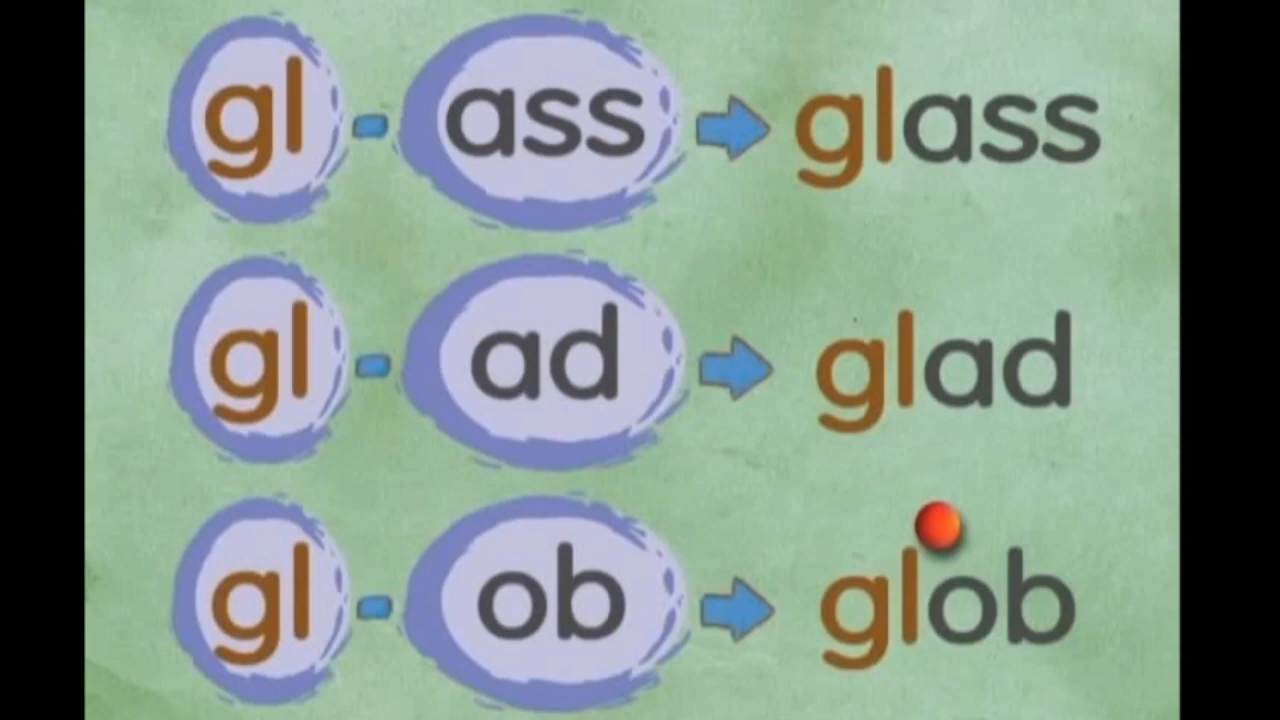 gl - ass → glass
gl - ad → glad
gl - ob → glob